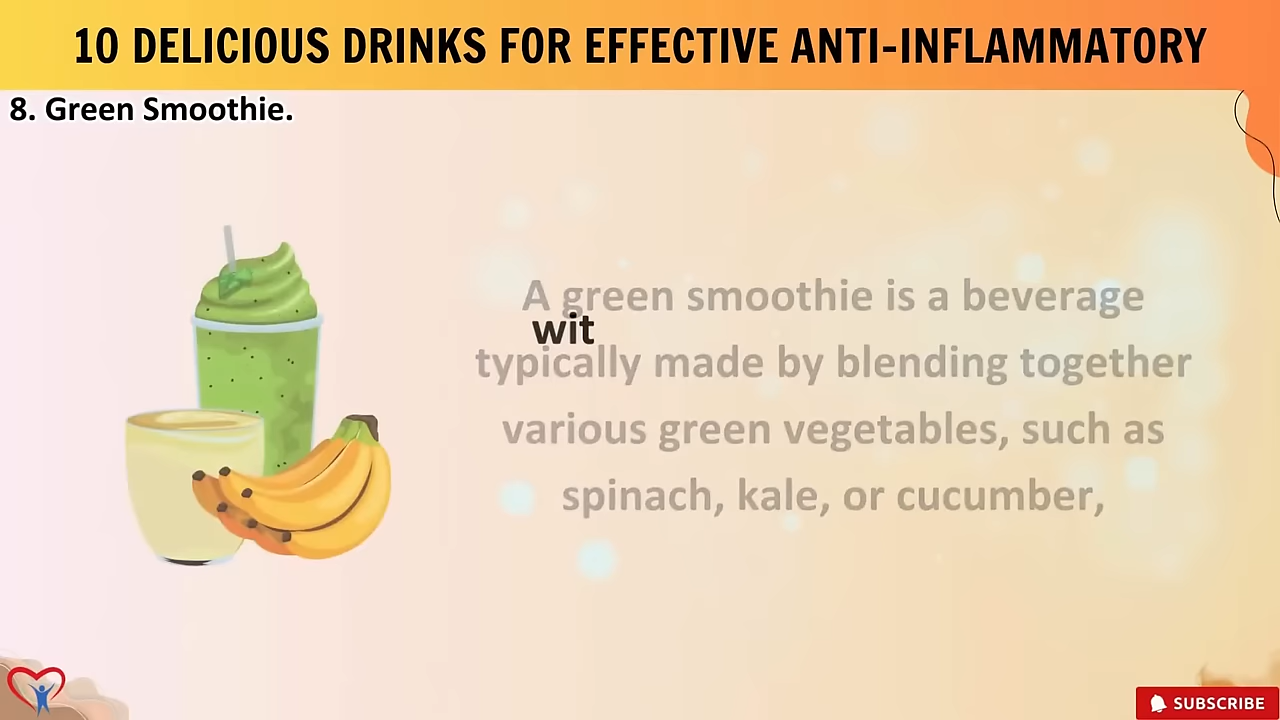 10 DELICIOUS DRINKS FOR EFFECTIVE ANTI-INFLAMMATORY
8. Green Smoothie.
A green smoothie is a beverage
wit
typically made by blending together
various green vegetables, such as
spinach, kale, or cucumber,
SUBSCRIBE